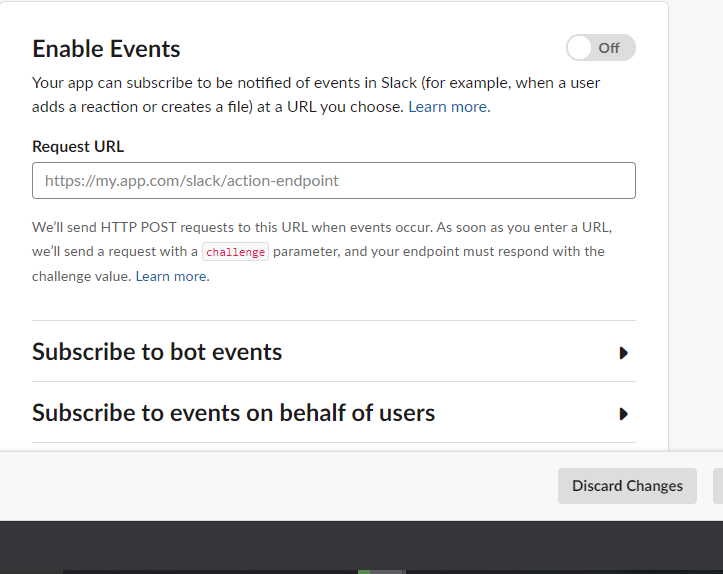 Enable Events
Off
Your app can subscribe to be notified of events in Slack (for example, when a user
adds a reaction or creates a file) at a URL you choose. Learn more.
Request URL
https://my.app.com/slack/action-endpoint
We’ll send HTTP POST requests to this URL when events occur. As soon as you enter a URL,
we’ll send a request with a challenge parameter, and your endpoint must respond with the
challenge value. Learn more.
Subscribe to bot events
Subscribe to events on behalf of users
Discard Changes